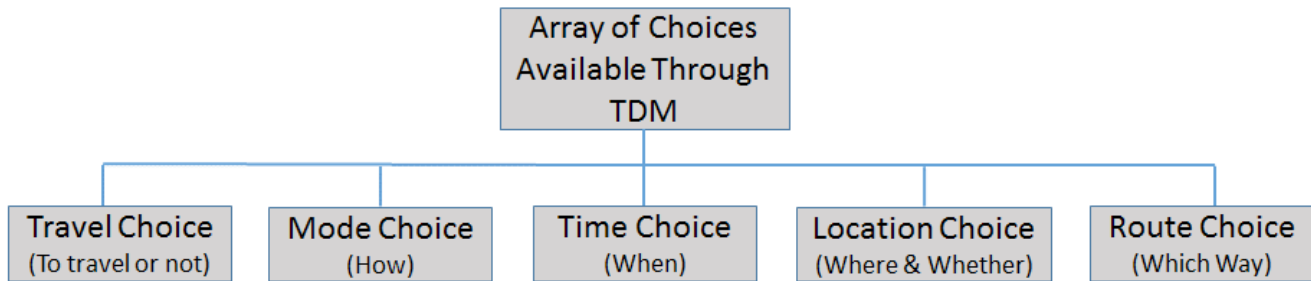 Array of Choices
Available Through
TDM
Travel Choice
(To travel or not)
Mode Choice
(How)
Time Choice
(When)
Location Choice
(Where & Whether)
Route Choice
(Which Way)